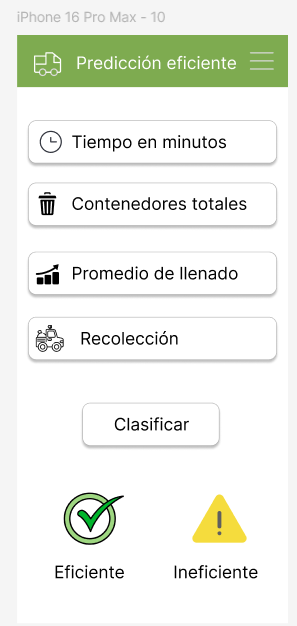 iPhone 16 Pro Max - 10
Predicción eficiente
Tiempo en minutos
Contenedores totales
Promedio de llenado
Recolección
Clasificar
Eficiente
Ineficiente